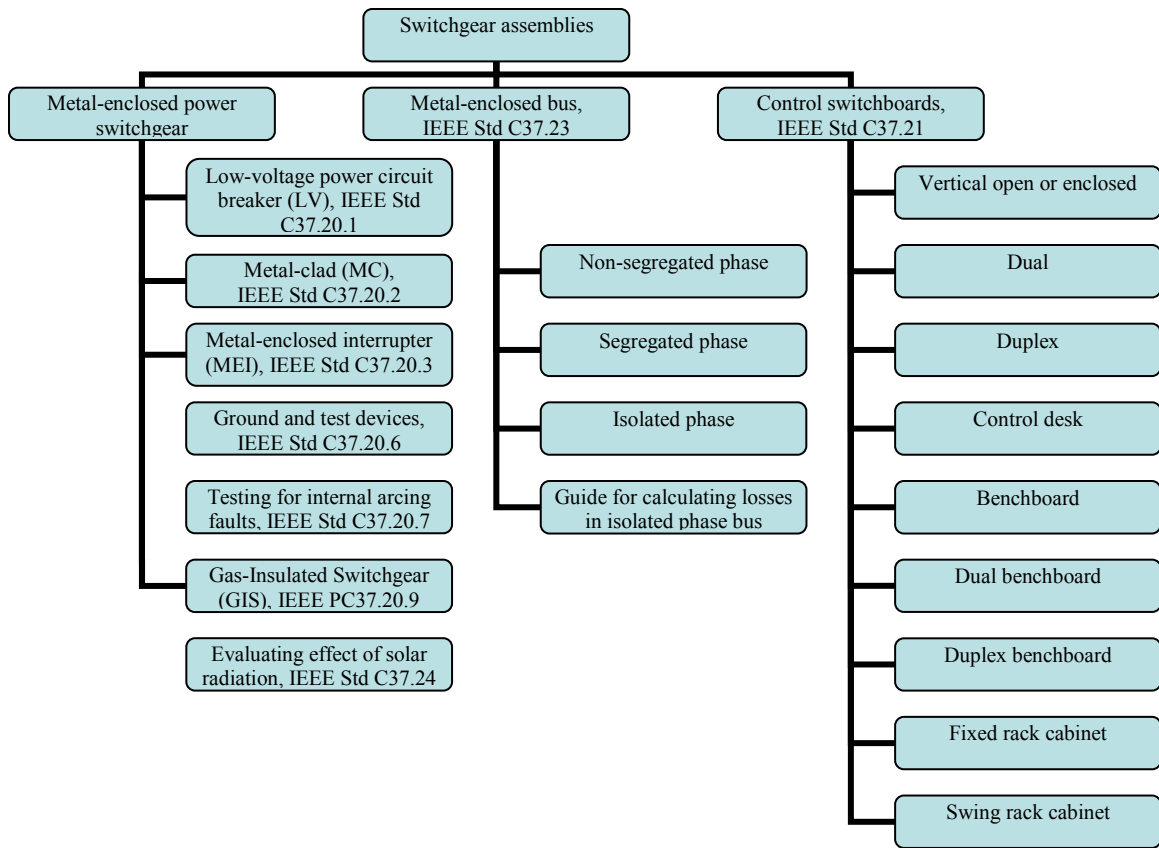 Switchgear assemblies
Metal-enclosed power
switchgear
Metal-enclosed bus,
IEEE Std C37.23
Control switchboards,
IEEE Std C37.21
Low-voltage power circuit
breaker (LV), IEEE Std
C37.20.1
Metal-clad (MC),
IEEE Std C37.20.2
Metal-enclosed interrupter
(MEI), IEEE Std C37.20.3
Ground and test devices,
IEEE Std C37.20.6
Testing for internal arcing
faults, IEEE Std C37.20.7
Gas-Insulated Switchgear
(GIS), IEEE PC37.20.9
Evaluating effect of solar
radiation, IEEE Std C37.24
Non-segregated phase
Segregated phase
Isolated phase
Guide for calculating losses
in isolated phase bus
Vertical open or enclosed
Dual
Duplex
Control desk
Benchboard
Dual benchboard
Duplex benchboard
Fixed rack cabinet
Swing rack cabinet